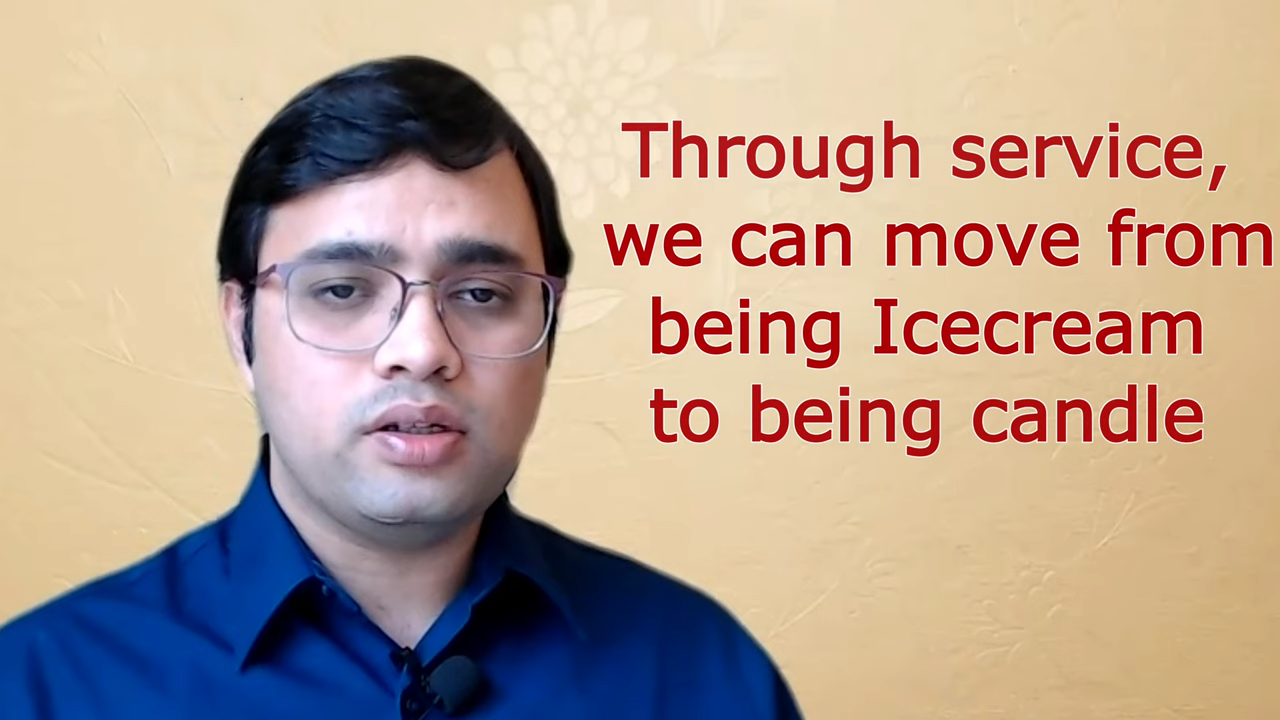 Through service,
we can move from
being Icecream
to being candle